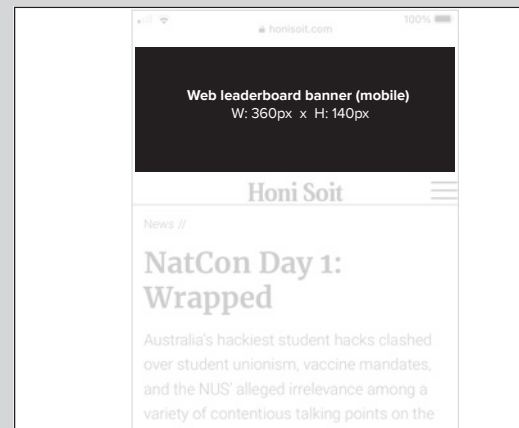 100%
honisoit.com
Web leaderboard banner (mobile)
W: 360px x H: 140px
Honi Soit
News //
NatCon Day 1:
Wrapped
Australia's hackiest student hacks clashed
over student unionism, vaccine mandates,
and the NUS' alleged irrelevance among a
variety of contentious talking points on the